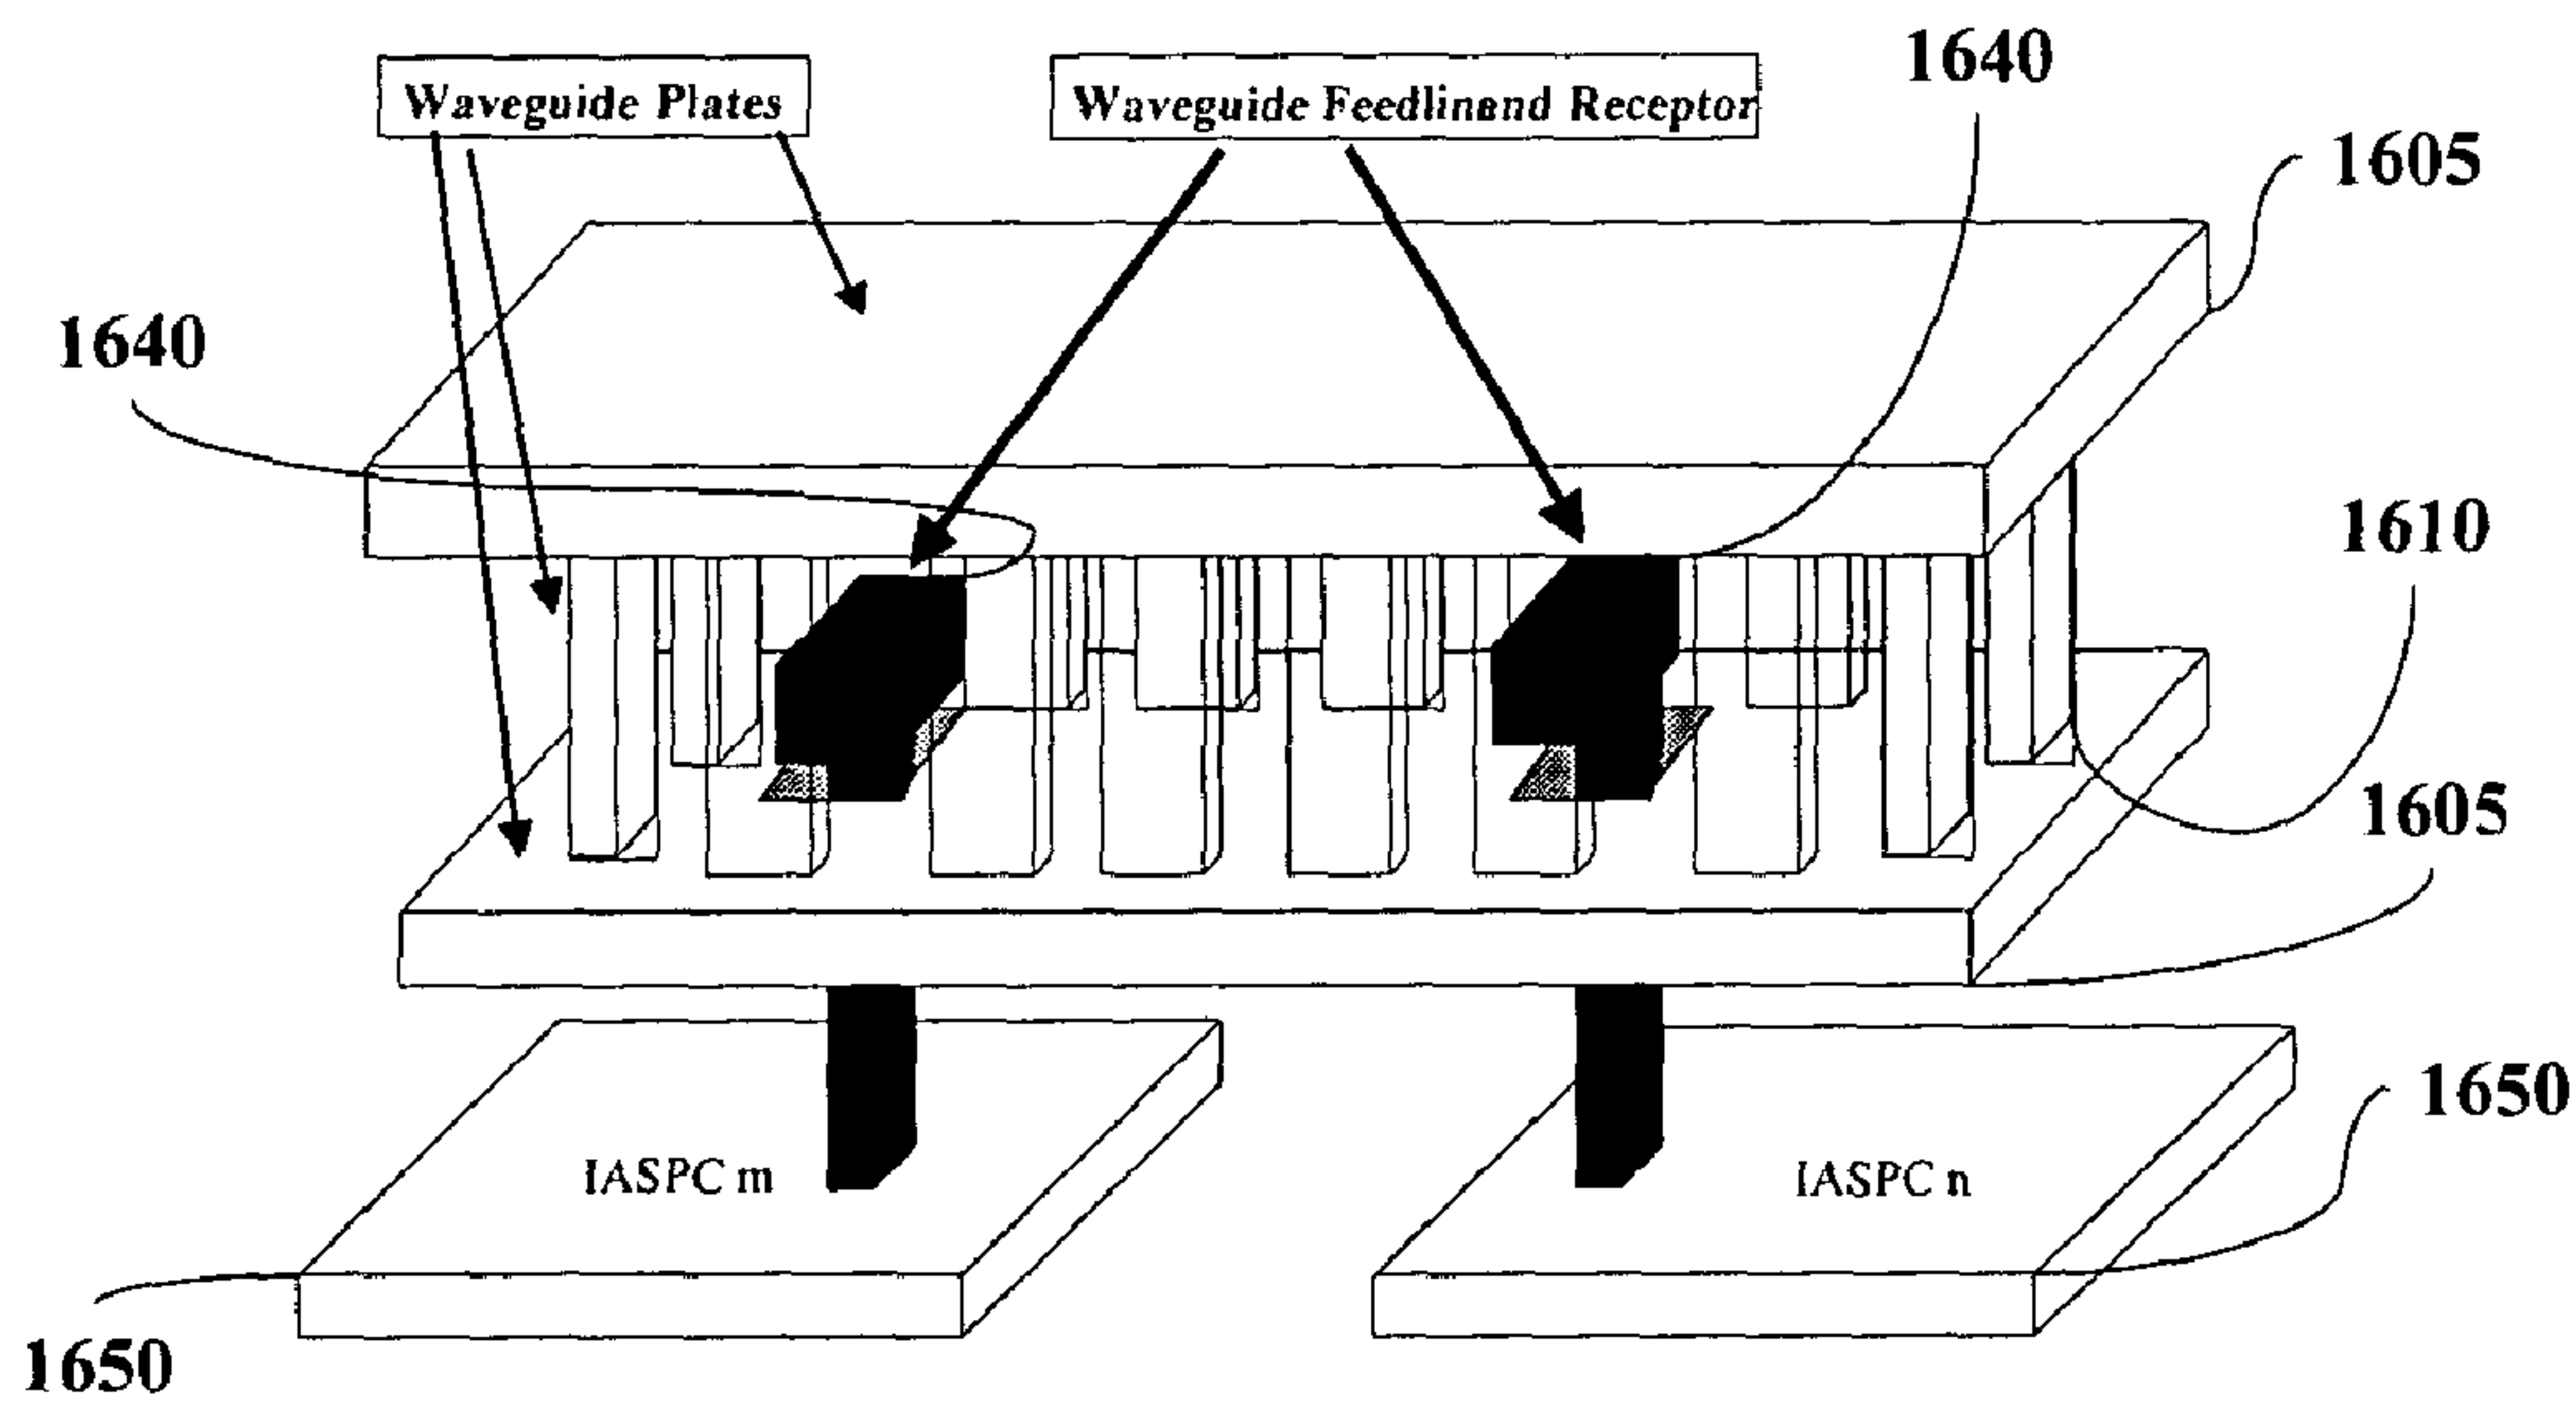 1640
Waveguide Plates
Waveguide Feedlinand Receptor
1605
1640
1610
1605
1650
IASPC m
IASPC n
1650